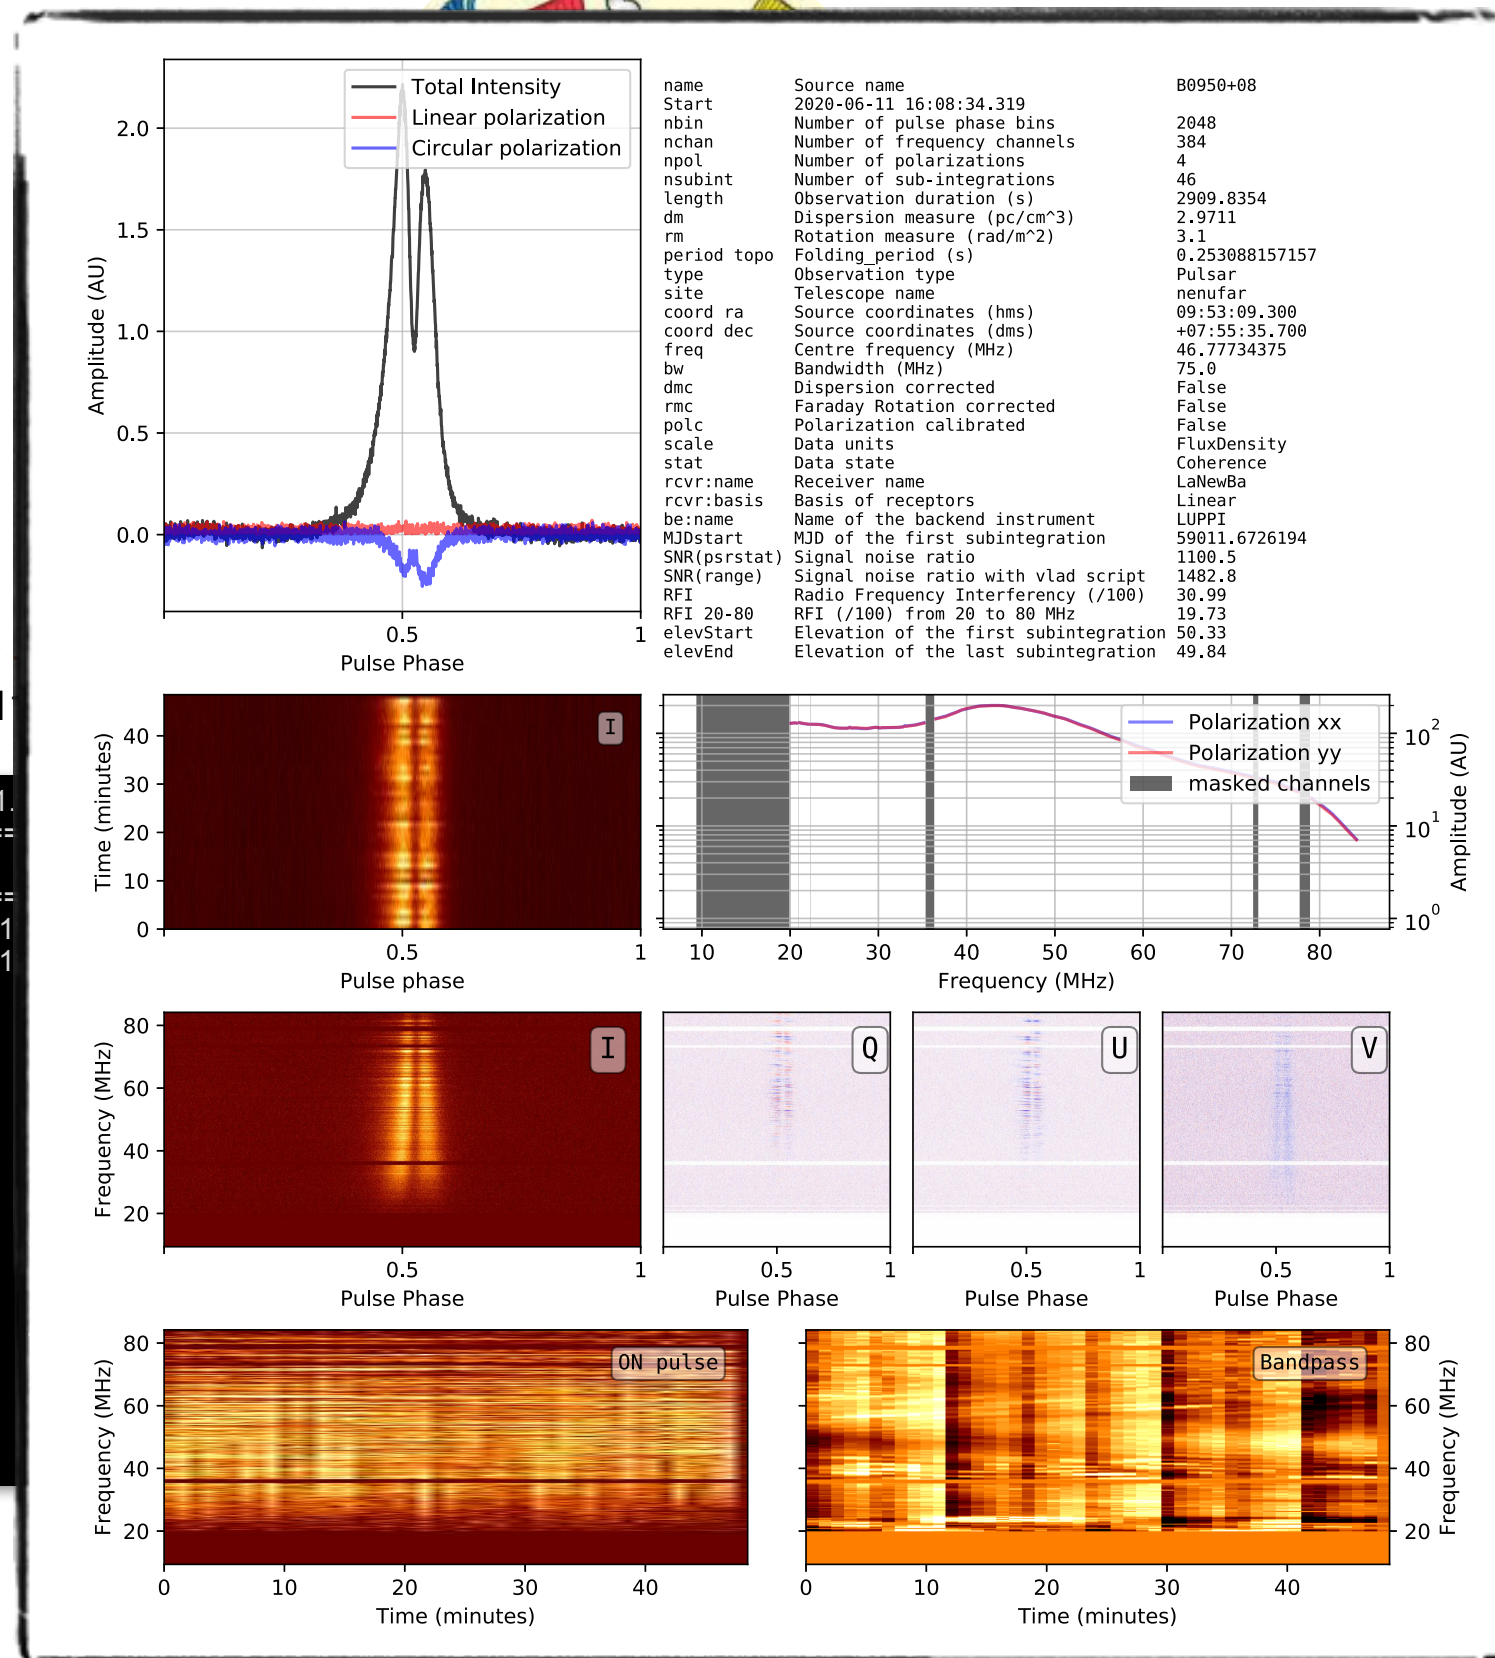 Total Intensity
Linear polarization
Circular polarization
2.0
1.5
1.0
0.5
0.0
Amplitude (AU)
0.5 1
Pulse Phase
name Source name B0950+08
Start 2020-06-11 16:08:34.319
nbin Number of pulse phase bins 2048
nchan Number of frequency channels 384
npol Number of polarizations 4
nsubint Number of sub-integrations 46
length Observation duration (s) 2909.8354
dm Dispersion measure (pc/cm^3) 2.9711
rm Rotation measure (rad/m^2) 3.1
period topo Folding_period (s) 0.253088157157
type Observation type Pulsar
site Telescope name nenufar
coord ra Source coordinates (hms) 09:53:09.300
coord dec Source coordinates (dms) +07:55:35.700
freq Centre frequency (MHz) 46.77734375
bw Bandwidth (MHz) 75.0
dmc Dispersion corrected False
rmc Faraday Rotation corrected False
polc Polarization calibrated False
scale Data units FluxDensity
stat Data state Coherence
rcvr:name Receiver name LaNewBa
rcvr:basis Basis of receptors Linear
be:name Name of the backend instrument LUPPI
MJDstart MJD of the first subintegration 59011.6726194
SNR(psrstat) Signal noise ratio 1100.5
SNR(range) Signal noise ratio with vlad script 1482.8
RFI Radio Frequency Interferency (/100) 30.99
RFI 20-80 RFI (/100) from 20 to 80 MHz 19.73
elevStart Elevation of the first subintegration 50.33
elevEnd Elevation of the last subintegration 49.84
I
40
30
20
10
0
Time (minutes)
0.5 1
Pulse phase
Polarization xx
Polarization yy
masked channels
10^2
10^1
10^0
Amplitude (AU)
10 20 30 40 50 60 70 80
Frequency (MHz)
I
80
60
40
20
Frequency (MHz)
0.5 1
Pulse Phase
Q
0.5 1
Pulse Phase
U
0.5 1
Pulse Phase
V
0.5 1
Pulse Phase
ON pulse
80
60
40
20
Frequency (MHz)
0 10 20 30 40
Time (minutes)
Bandpass
80
60
40
20
Frequency (MHz)
0 10 20 30 40
Time (minutes)